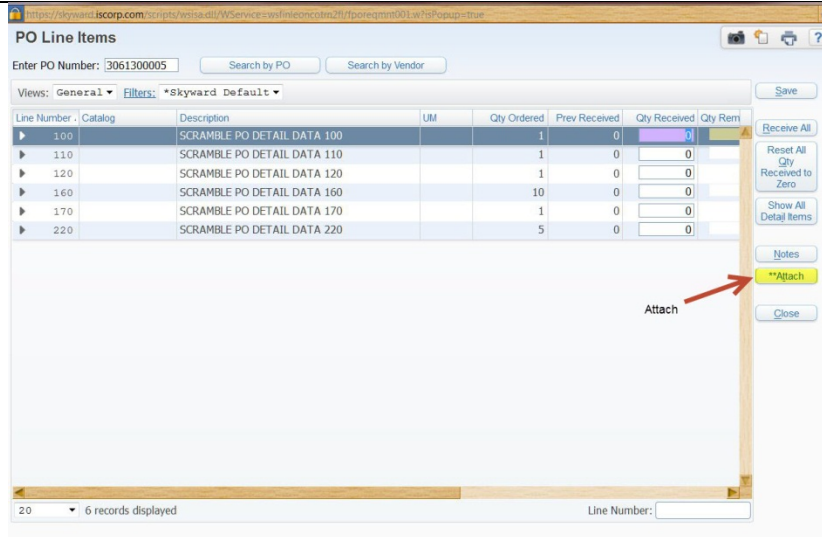 https://skyward.iscorp.com/scripts/wsisa.dll/WService=wsfinleoncotm2fl/fporeqmnt001.w?isPopup=true
PO Line Items
?
Enter PO Number: 3061300005 Search by PO Search by Vendor
Views: General Filters: *Skyward Default
Save
Line Number Catalog Description UM Qty Ordered Prev Received Qty Received Qty Rem
100 SCRAMBLE PO DETAIL DATA 100 1 0 0
110 SCRAMBLE PO DETAIL DATA 110 1 0 0
120 SCRAMBLE PO DETAIL DATA 120 1 0 0
160 SCRAMBLE PO DETAIL DATA 160 10 0 0
170 SCRAMBLE PO DETAIL DATA 170 1 0 0
220 SCRAMBLE PO DETAIL DATA 220 5 0 0
Receive All
Reset All
Qty
Received to
Zero
Show All
Detail Items
Notes
**Attach
Attach
Close
20 6 records displayed Line Number: